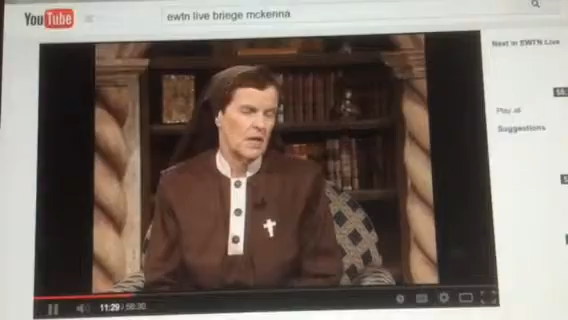 YouTube
ewtn live briege mckenna
Next in EWTN Live
Play all
Suggestions
11:29 / 56:30